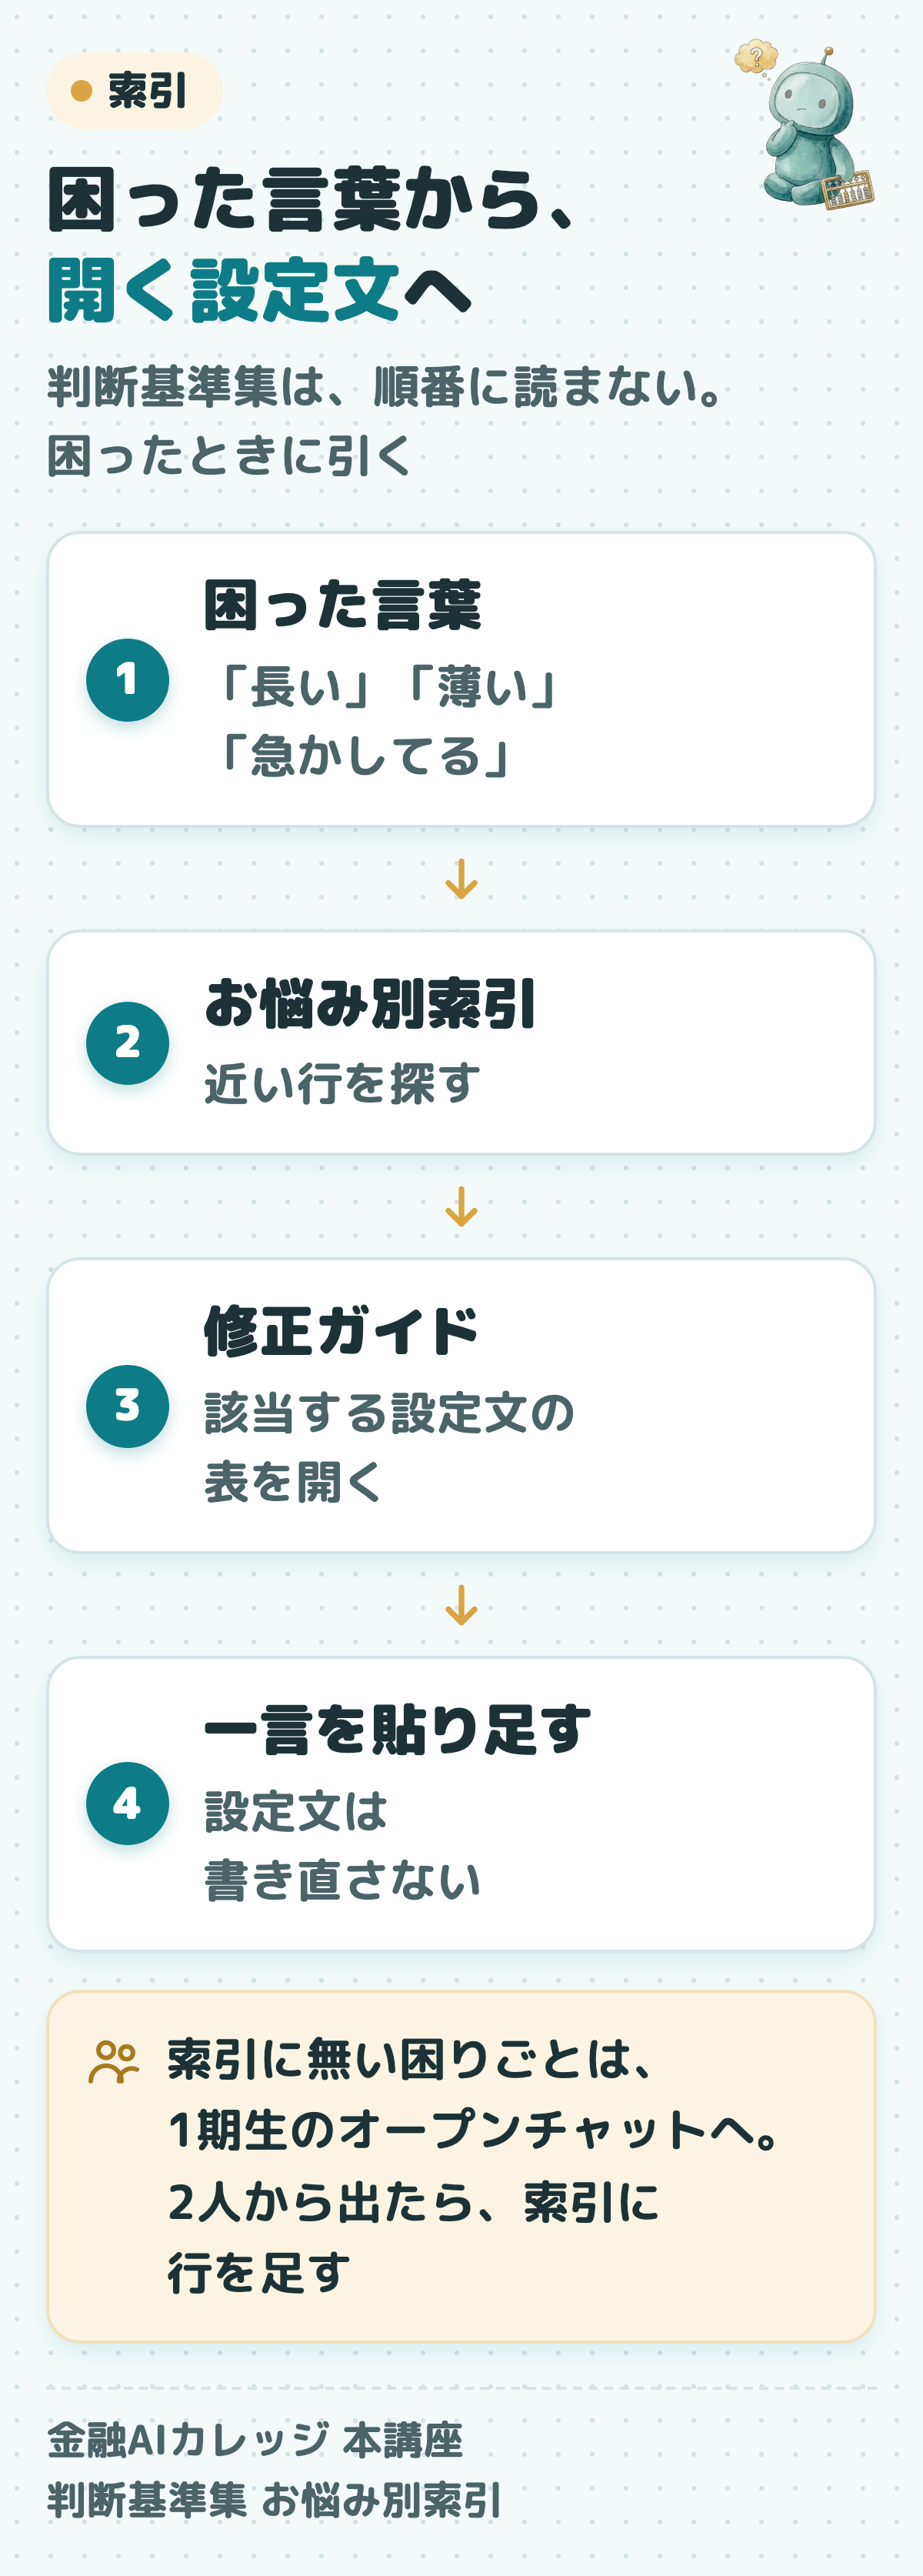 索引
困った言葉から、
開く設定文へ
判断基準集は、順番に読まない。
困ったときに引く
1
困った言葉
「長い」「薄い」
「急かしてる」
2
お悩み別索引
近い行を探す
3
修正ガイド
該当する設定文の
表を開く
4
一言を貼り足す
設定文は
書き直さない
索引に無い困りごとは、
1期生のオープンチャットへ。
2人から出たら、索引に
行を足す
金融AIカレッジ 本講座
判断基準集 お悩み別索引